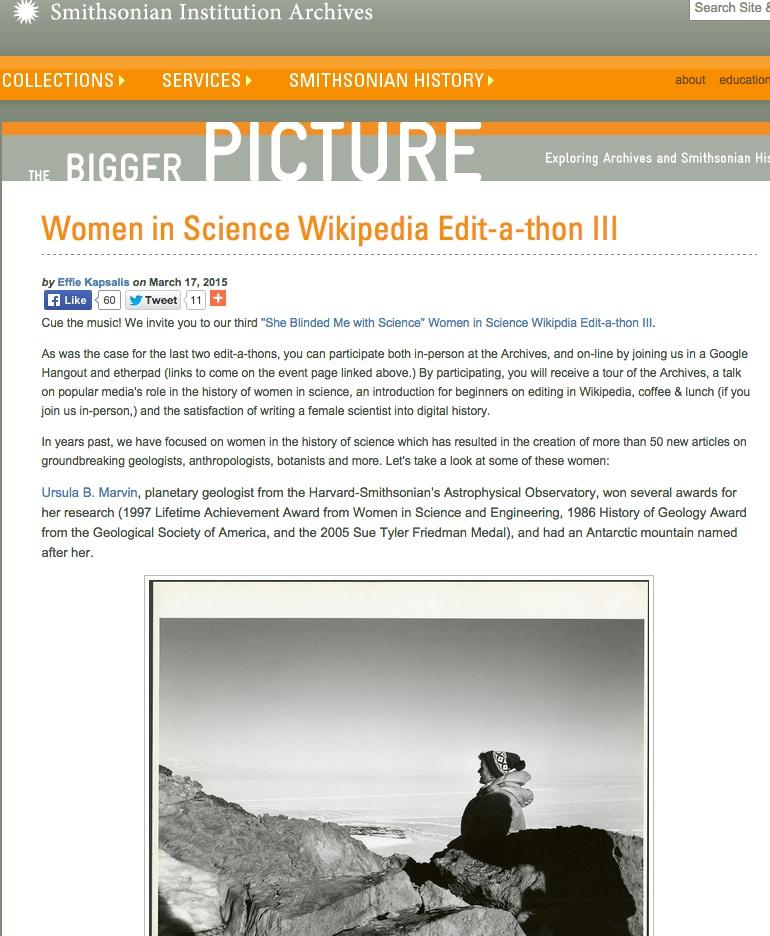 Smithsonian Institution Archives
Search Site &
COLLECTIONS
SERVICES
SMITHSONIAN HISTORY
about
education
THE BIGGER PICTURE
Exploring Archives and Smithsonian His
Women in Science Wikipedia Edit-a-thon III
by Effie Kapsalis on March 17, 2015
Like 60 Tweet 11 +
Cue the music! We invite you to our third "She Blinded Me with Science" Women in Science Wikipdia Edit-a-thon III.
As was the case for the last two edit-a-thons, you can participate both in-person at the Archives, and on-line by joining us in a Google
Hangout and etherpad (links to come on the event page linked above.) By participating, you will receive a tour of the Archives, a talk
on popular media's role in the history of women in science, an introduction for beginners on editing in Wikipedia, coffee & lunch (if you
join us in-person,) and the satisfaction of writing a female scientist into digital history.
In years past, we have focused on women in the history of science which has resulted in the creation of more than 50 new articles on
groundbreaking geologists, anthropologists, botanists and more. Let's take a look at some of these women:
Ursula B. Marvin, planetary geologist from the Harvard-Smithsonian's Astrophysical Observatory, won several awards for
her research (1997 Lifetime Achievement Award from Women in Science and Engineering, 1986 History of Geology Award
from the Geological Society of America, and the 2005 Sue Tyler Friedman Medal), and had an Antarctic mountain named
after her.